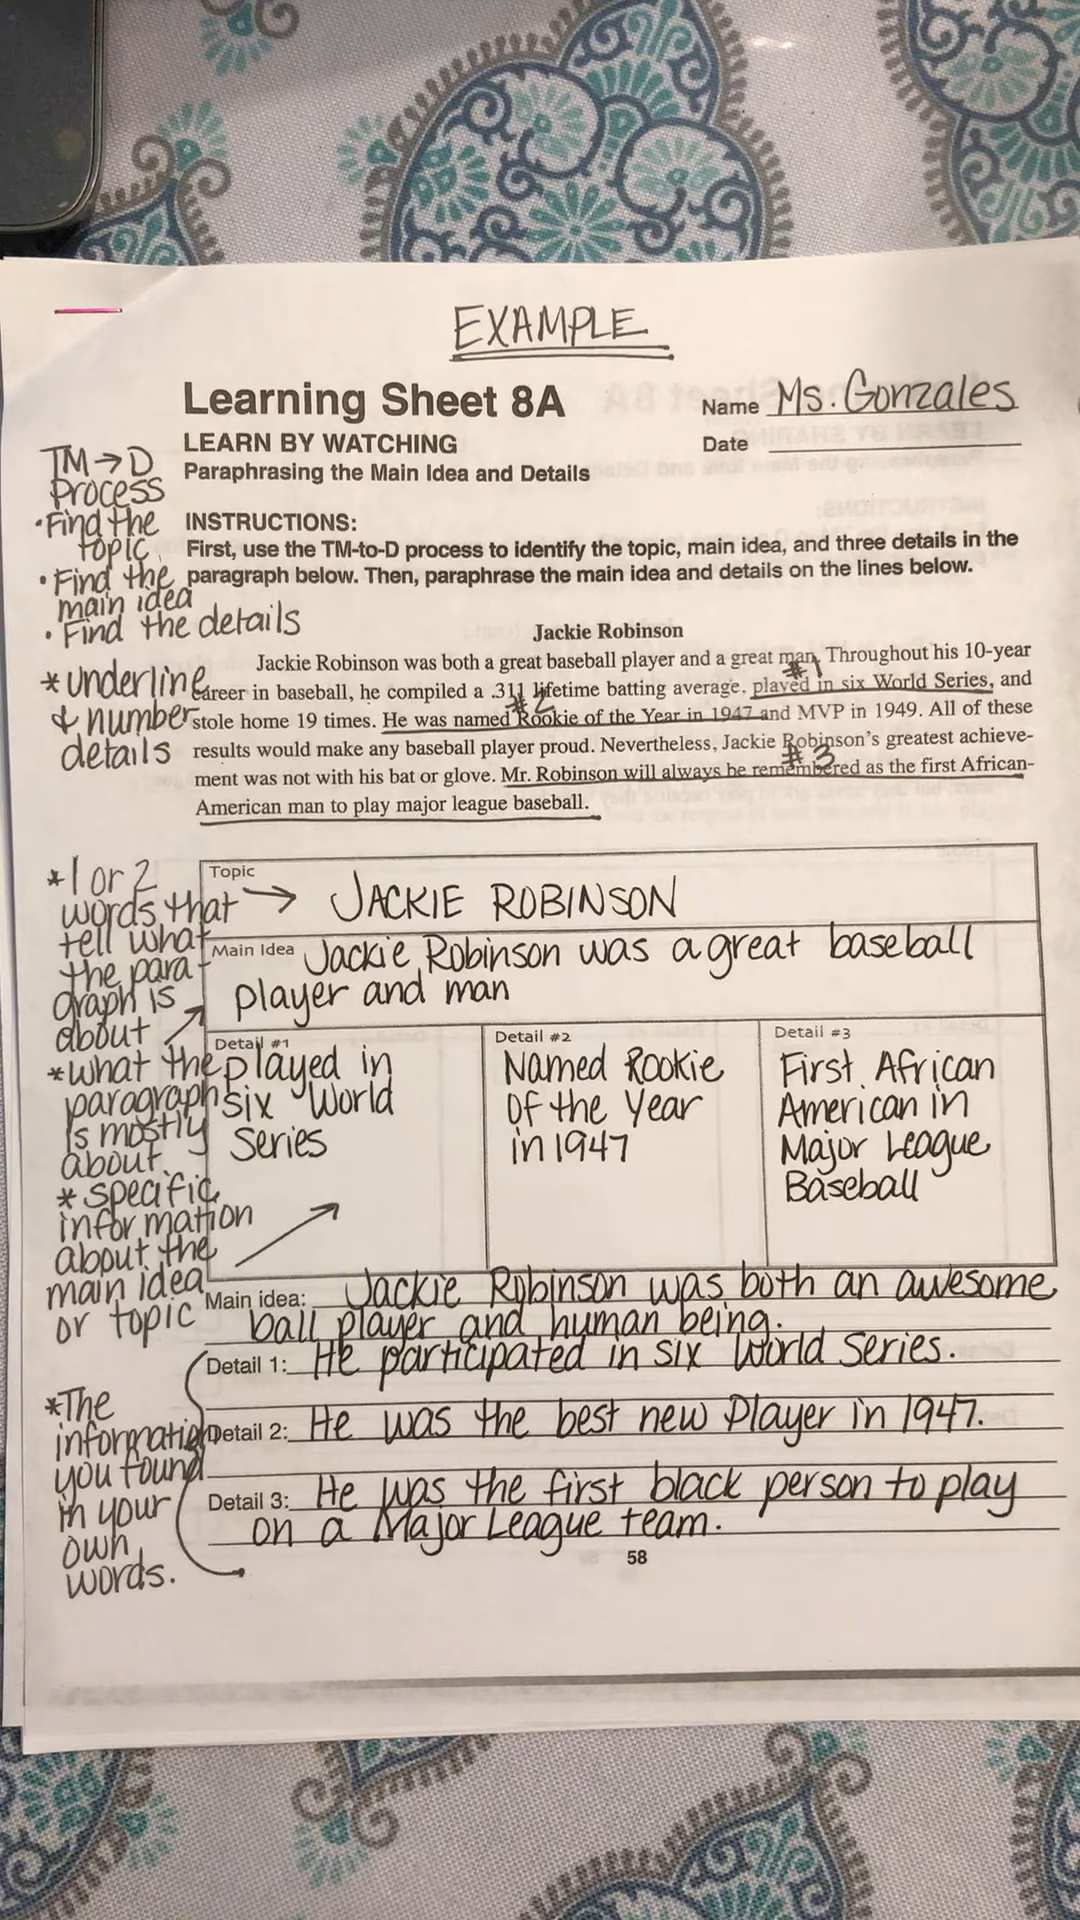 EXAMPLE
Learning Sheet 8A
Name Ms. Gonzales
LEARN BY WATCHING
Date
Paraphrasing the Main Idea and Details
TM → D
Process
• Find the
topic
• Find the
main idea
• Find the details
INSTRUCTIONS:
First, use the TM-to-D process to identify the topic, main idea, and three details in the
paragraph below. Then, paraphrase the main idea and details on the lines below.
* underline
& number
details
Jackie Robinson
Jackie Robinson was both a great baseball player and a great man. Throughout his 10-year
#1
career in baseball, he compiled a .311 lifetime batting average, played in six World Series, and
#2
stole home 19 times. He was named Rookie of the Year in 1947 and MVP in 1949. All of these
results would make any baseball player proud. Nevertheless, Jackie Robinson's greatest achieve-
#3
ment was not with his bat or glove. Mr. Robinson will always be remembered as the first African-
American man to play major league baseball.
* 1 or 2
words that →
tell what
the para-
graph is
about
Topic
JACKIE ROBINSON
Main Idea Jackie Robinson was a great baseball
player and man
* what the
paragraph
is mostly
about.
Detail #1
played in
six World
Series
Detail #2
Named Rookie
Of the Year
in 1947
Detail #3
First African
American in
Major League
Baseball
* specific
information
about the
main idea
or topic
Main idea: Jackie Robinson was both an awesome
ball player and human being.
Detail 1: He participated in six World Series.
Detail 2: He was the best new Player in 1947.
Detail 3: He was the first black person to play
on a Major League team.
* The
information
you found
in your
own
words.
58